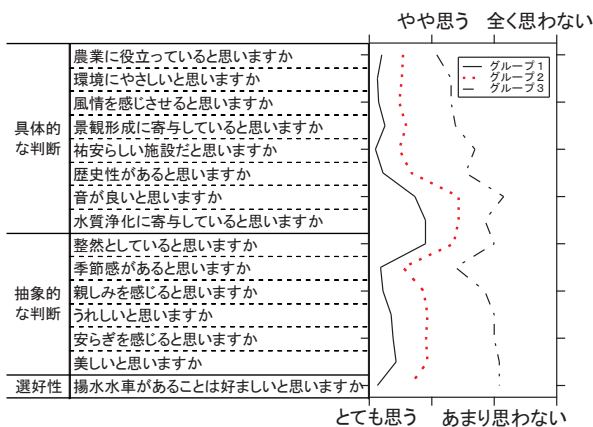 やや思う 全く思わない
グループ1
グループ2
グループ3
具体的
な判断
農業に役立っていると思いますか
環境にやさしいと思いますか
風情を感じさせると思いますか
景観形成に寄与していると思いますか
祐安らしい施設だと思いますか
歴史性があると思いますか
音が良いと思いますか
水質浄化に寄与していると思いますか
抽象的
な判断
整然としていると思いますか
季節感があると思いますか
親しみを感じると思いますか
うれしいと思いますか
安らぎを感じると思いますか
美しいと思いますか
選好性 揚水水車があることは好ましいと思いますか
とても思う あまり思わない